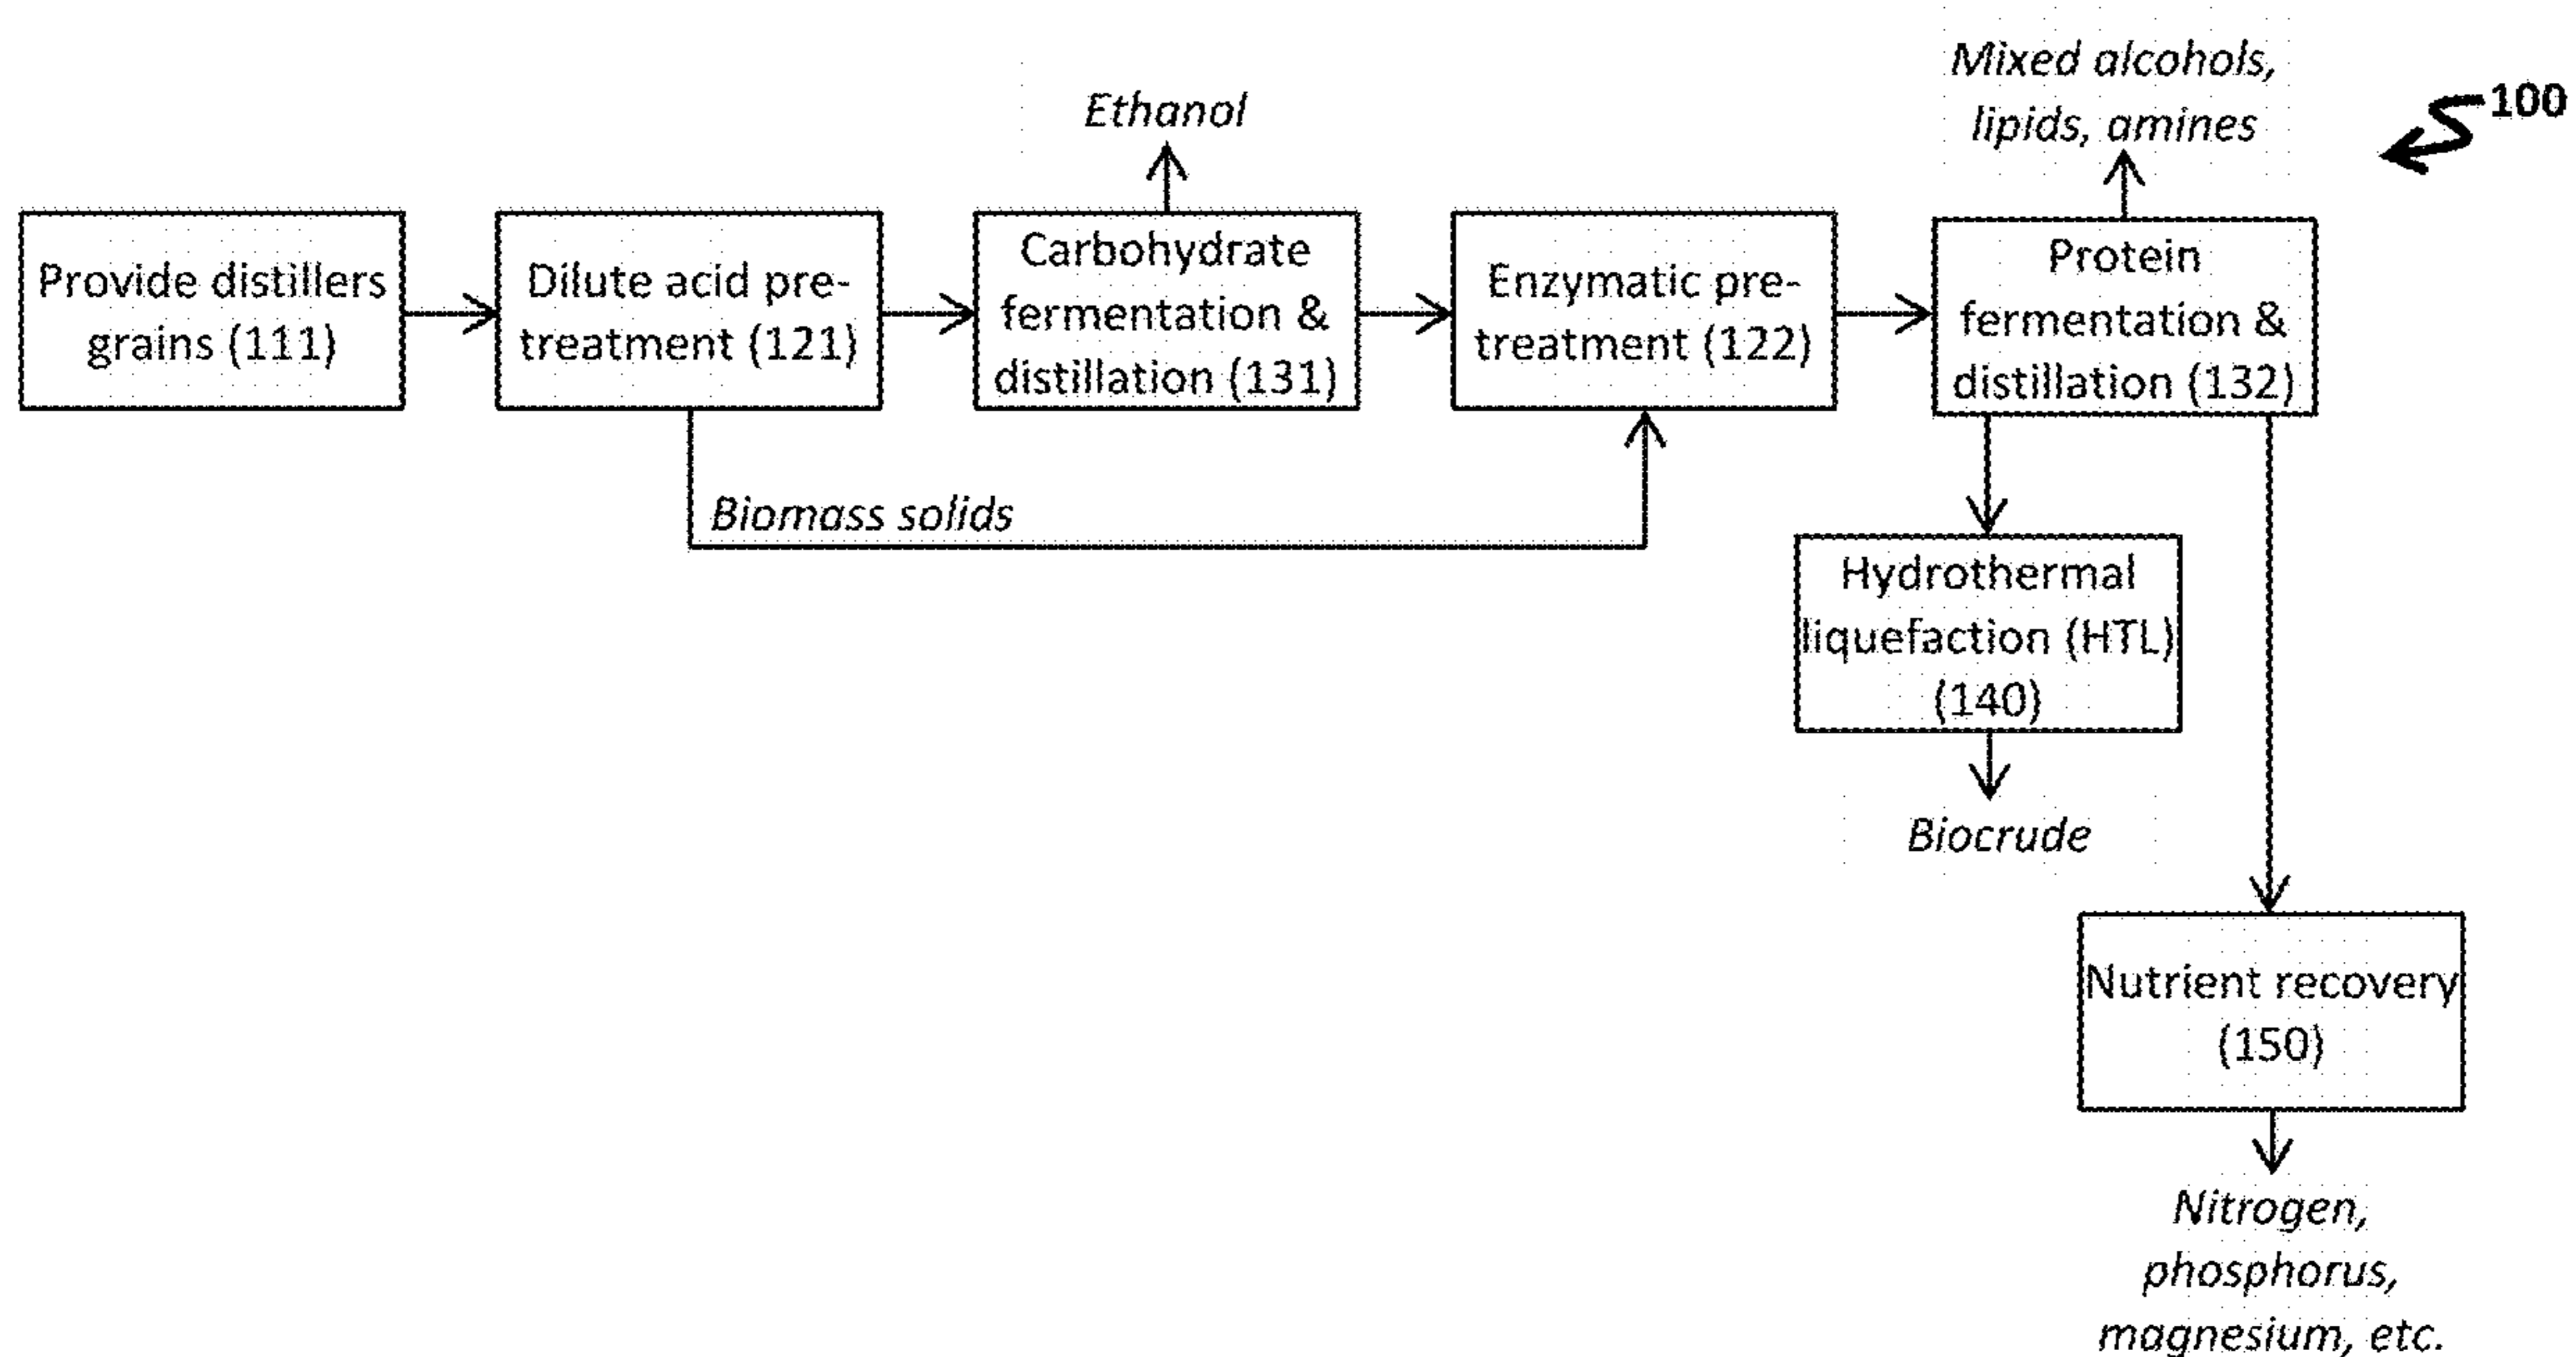 Mixed alcohols,
lipids, amines
100
Ethanol
Provide distillers
grains (111)
Dilute acid pre-
treatment (121)
Carbohydrate
fermentation &
distillation (131)
Enzymatic pre-
treatment (122)
Protein
fermentation &
distillation (132)
Biomass solids
Hydrothermal
liquefaction (HTL)
(140)
Biocrude
Nutrient recovery
(150)
Nitrogen,
phosphorus,
magnesium, etc.